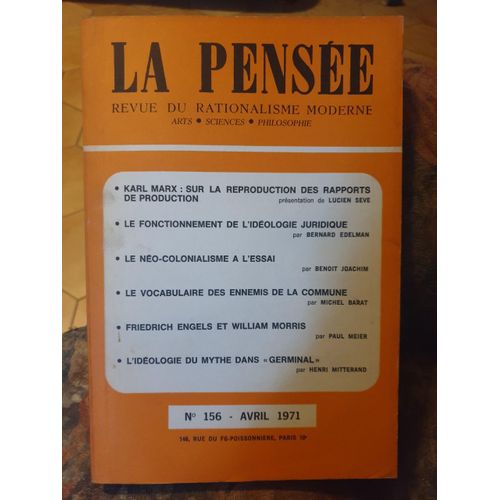 LA PENSÉE
REVUE DU RATIONALISME MODERNE
ARTS • SCIENCES • PHILOSOPHIE
• KARL MARX : SUR LA REPRODUCTION DES RAPPORTS
DE PRODUCTION présentation de LUCIEN SEVE
• LE FONCTIONNEMENT DE L'IDÉOLOGIE JURIDIQUE
par BERNARD EDELMAN
• LE NÉO-COLONIALISME A L'ESSAI
par BENOIT JOACHIM
• LE VOCABULAIRE DES ENNEMIS DE LA COMMUNE
par MICHEL BARAT
• FRIEDRICH ENGELS ET WILLIAM MORRIS
par PAUL MEIER
• L'IDÉOLOGIE DU MYTHE DANS «GERMINAL»
par HENRI MITTERAND
N° 156 - AVRIL 1971
146, RUE DU FG-POISSONNIÈRE, PARIS 10e